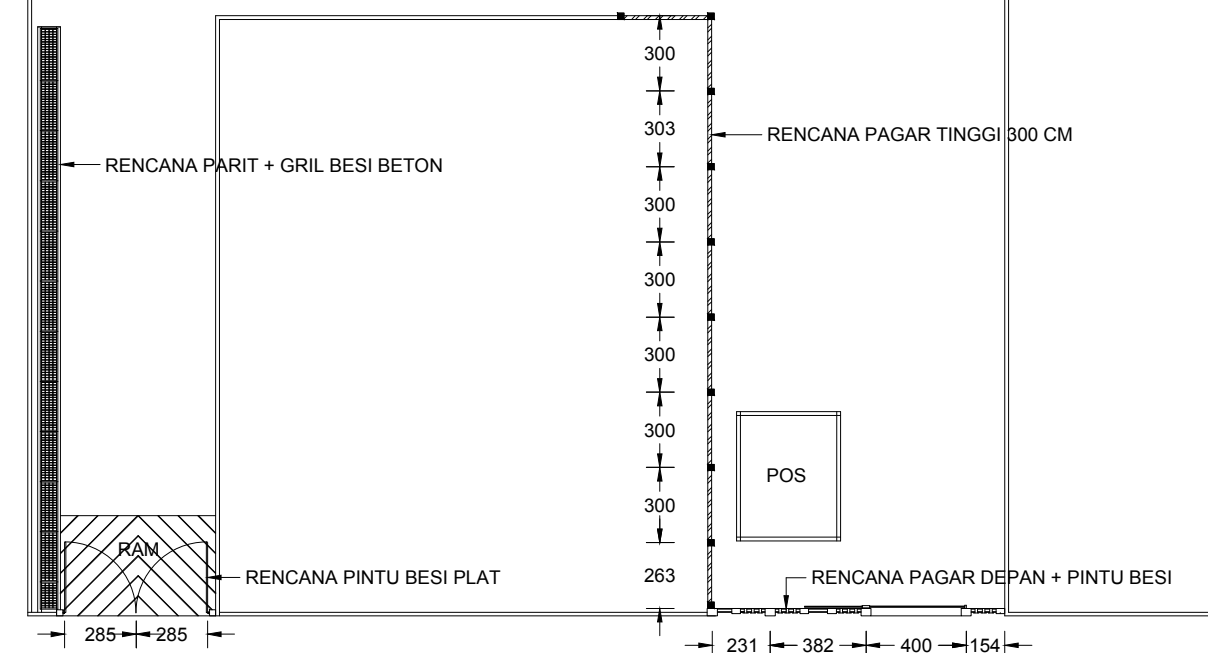 300
303
RENCANA PAGAR TINGGI 300 CM
RENCANA PARIT + GRIL BESI BETON
300
300
300
300
POS
300
RAM
RENCANA PINTU BESI PLAT
263
RENCANA PAGAR DEPAN + PINTU BESI
285
285
231
382
400
154